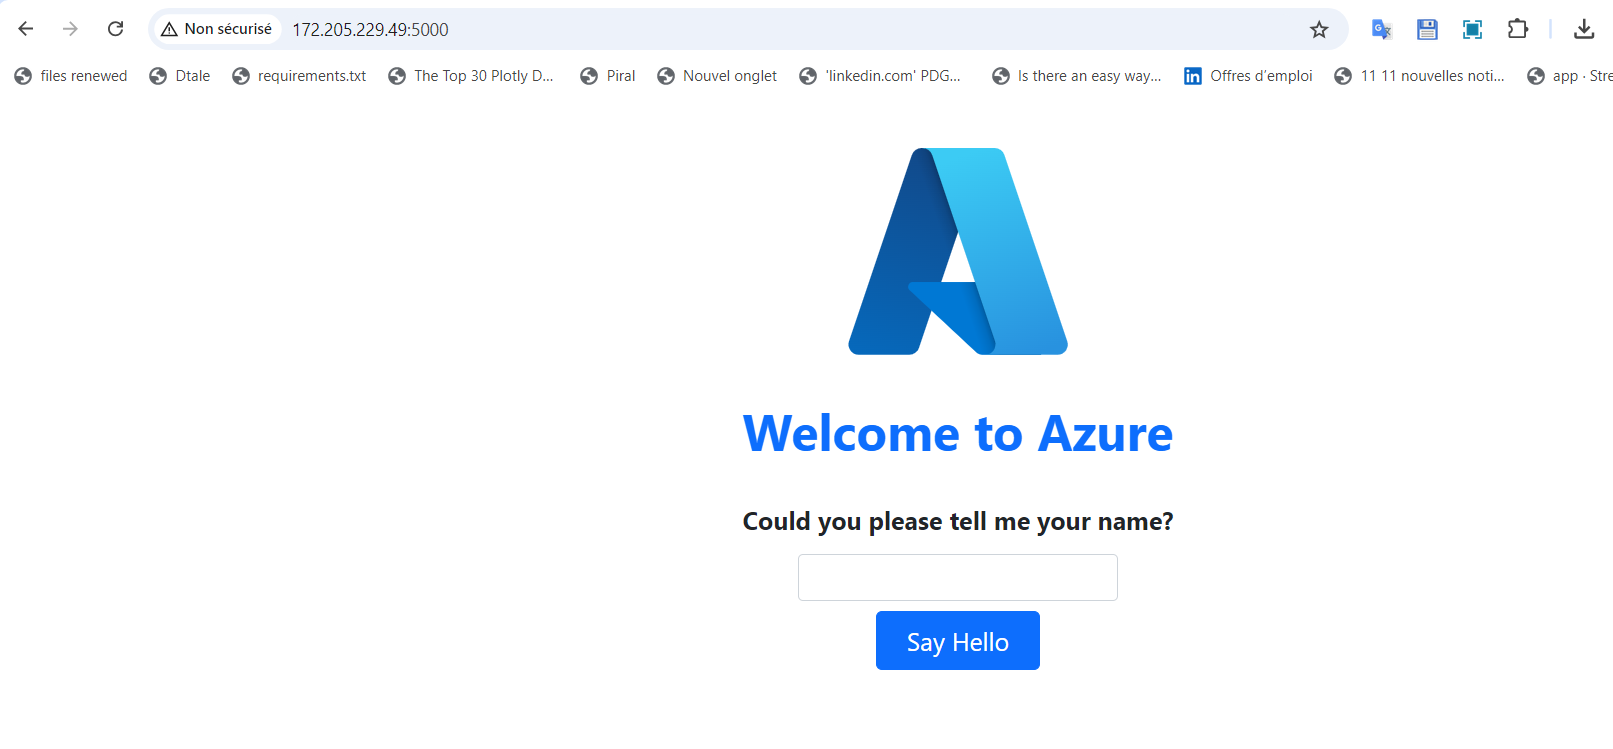 Non sécurisé 172.205.229.49:5000
files renewed Dtale requirements.txt The Top 30 Plotly D... Piral Nouvel onglet 'linkedin.com' PDG... Is there an easy way... Offres d'emploi 11 11 nouvelles noti... app · Stre
Welcome to Azure
Could you please tell me your name?
Say Hello